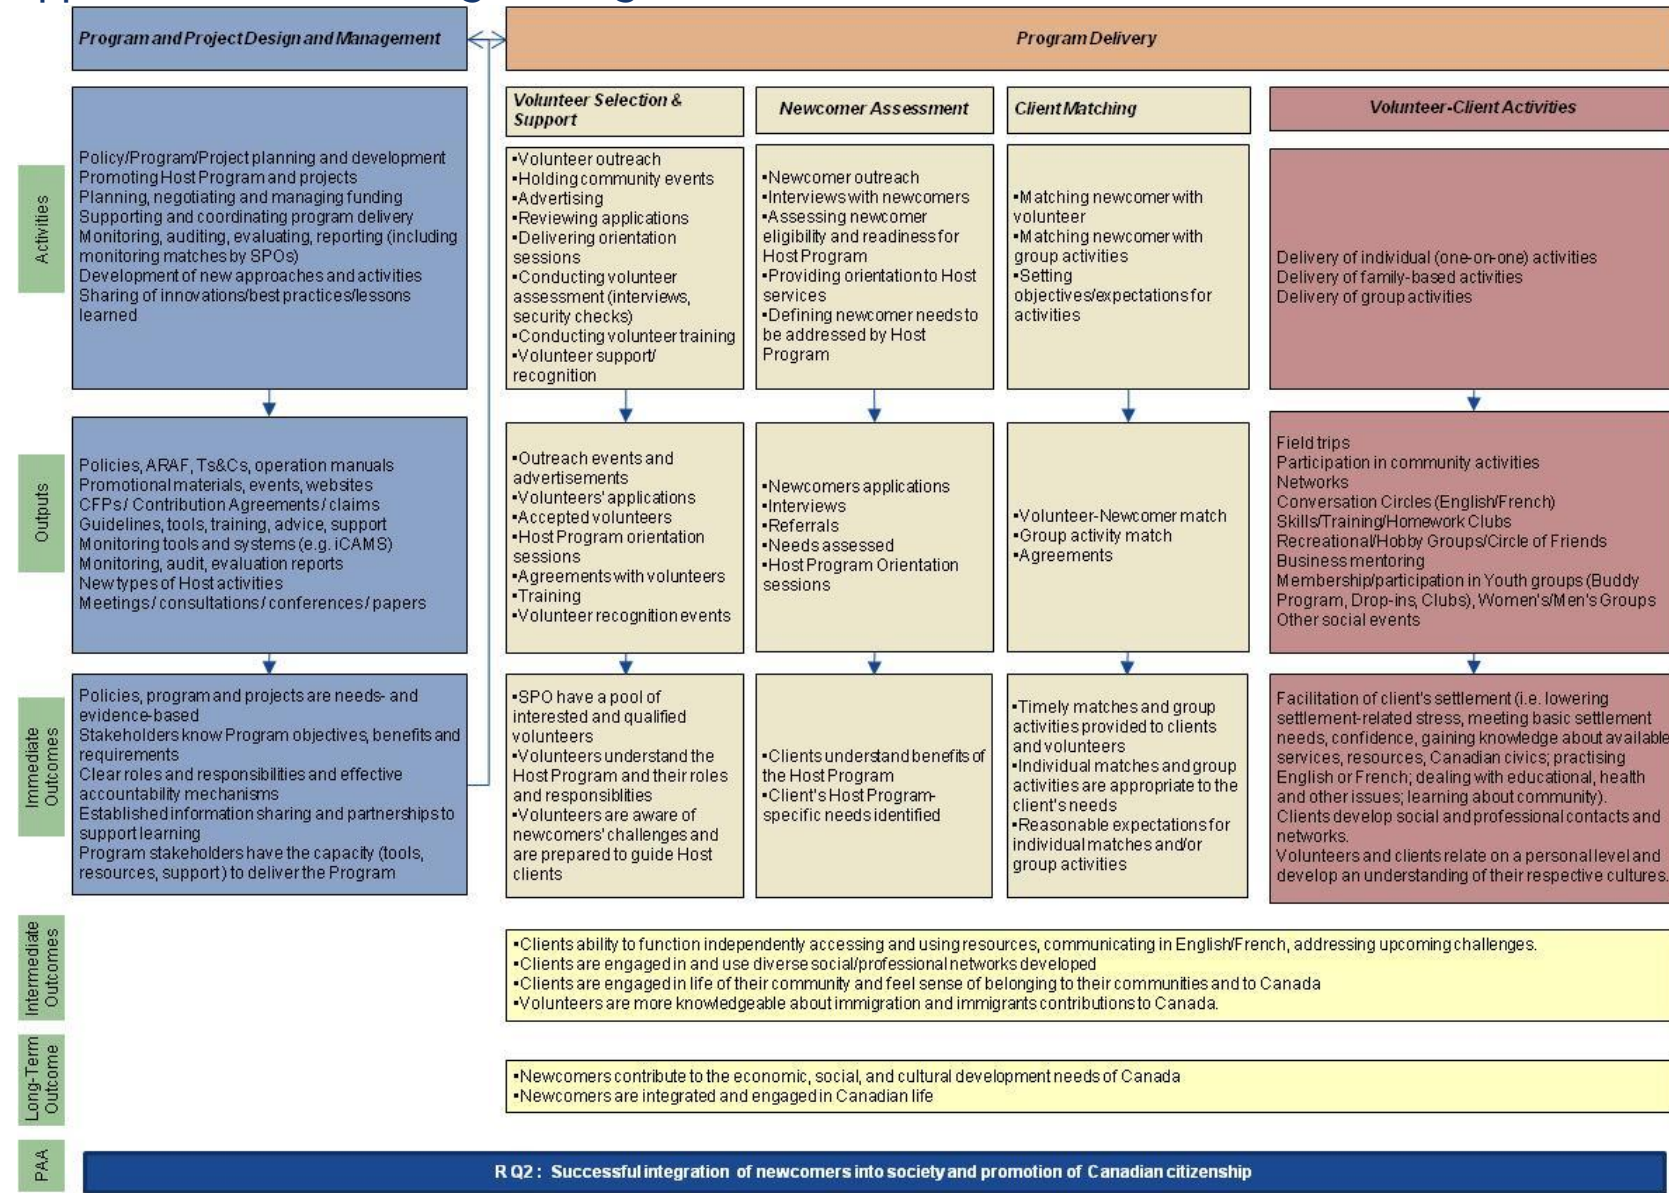 Program and Project Design and Management
Program Delivery
Volunteer Selection &
Support
Newcomer Assessment
Client Matching
Volunteer-Client Activities
Activities
Policy/Program/Project planning and development
Promoting Host Program and projects
Planning, negotiating and managing funding
Supporting and coordinating program delivery
Monitoring, auditing, evaluating, reporting (including
monitoring matches by SPOs)
Development of new approaches and activities
Sharing of innovations/best practices/lessons
learned
▪Volunteer outreach
▪Holding community events
▪Advertising
▪Reviewing applications
▪Delivering orientation
sessions
▪Conducting volunteer
assessment (interviews,
security checks)
▪Conducting volunteer training
▪Volunteer support/
recognition
▪Newcomer outreach
▪Interviews with newcomers
▪Assessing newcomer
eligibility and readiness for
Host Program
▪Providing orientation to Host
services
▪Defining newcomer needs to
be addressed by Host
Program
▪Matching newcomer with
volunteer
▪Matching newcomer with
group activities
▪Setting
objectives/expectations for
activities
Delivery of individual (one-on-one) activities
Delivery of family-based activities
Delivery of group activities
Outputs
Policies, ARAF, Ts&Cs, operation manuals
Promotional materials, events, websites
CFPs / Contribution Agreements / claims
Guidelines, tools, training, advice, support
Monitoring tools and systems (e.g. iCAMS)
Monitoring, audit, evaluation reports
New types of Host activities
Meetings / consultations / conferences / papers
▪Outreach events and
advertisements
▪Volunteers' applications
▪Accepted volunteers
▪Host Program orientation
sessions
▪Agreements with volunteers
▪Training
▪Volunteer recognition events
▪Newcomers applications
▪Interviews
▪Referrals
▪Needs assessed
▪Host Program Orientation
sessions
▪Volunteer-Newcomer match
▪Group activity match
▪Agreements
Field trips
Participation in community activities
Networks
Conversation Circles (English/French)
Skills/Training/Homework Clubs
Recreational/Hobby Groups/Circle of Friends
Business mentoring
Membership/participation in Youth groups (Buddy
Program, Drop-ins, Clubs), Women's/Men's Groups
Other social events
Immediate
Outcomes
Policies, program and projects are needs- and
evidence-based
Stakeholders know Program objectives, benefits and
requirements
Clear roles and responsibilities and effective
accountability mechanisms
Established information sharing and partnerships to
support learning
Program stakeholders have the capacity (tools,
resources, support) to deliver the Program
▪SPO have a pool of
interested and qualified
volunteers
▪Volunteers understand the
Host Program and their roles
and responsiblities
▪Volunteers are aware of
newcomers' challenges and
are prepared to guide Host
clients
▪Clients understand benefits of
the Host Program
▪Client's Host Program-
specific needs identified
▪Timely matches and group
activities provided to clients
and volunteers
▪Individual matches and group
activities are appropriate to the
client's needs
▪Reasonable expectations for
individual matches and/or
group activities
Facilitation of client's settlement (i.e. lowering
settlement-related stress, meeting basic settlement
needs, confidence, gaining knowledge about available
services, resources, Canadian civics; practising
English or French; dealing with educational, health
and other issues; learning about community).
Clients develop social and professional contacts and
networks.
Volunteers and clients relate on a personal level and
develop an understanding of their respective cultures.
Intermediate
Outcomes
▪Clients ability to function independently accessing and using resources, communicating in English/French, addressing upcoming challenges.
▪Clients are engaged in and use diverse social/professional networks developed
▪Clients are engaged in life of their community and feel sense of belonging to their communities and to Canada
▪Volunteers are more knowledgeable about immigration and immigrants contributions to Canada.
Long-Term
Outcome
▪Newcomers contribute to the economic, social, and cultural development needs of Canada
▪Newcomers are integrated and engaged in Canadian life
PAA
RQ2 : Successful integration of newcomers into society and promotion of Canadian citizenship